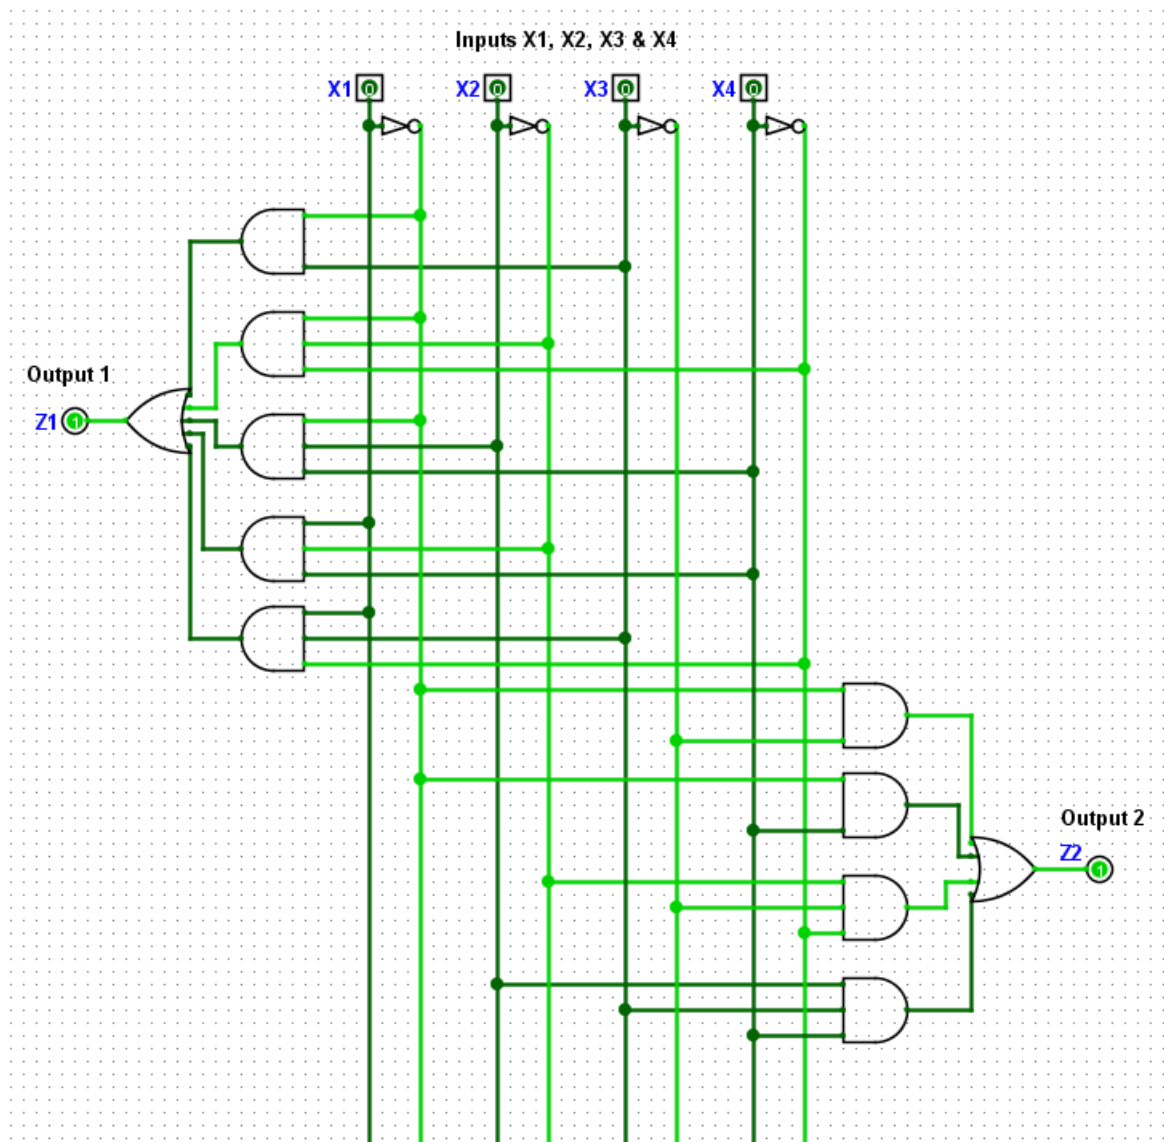 Inputs X1, X2, X3 & X4
X1 0 X2 0 X3 0 X4 0
Output 1
Z1 1
Output 2
Z2 1